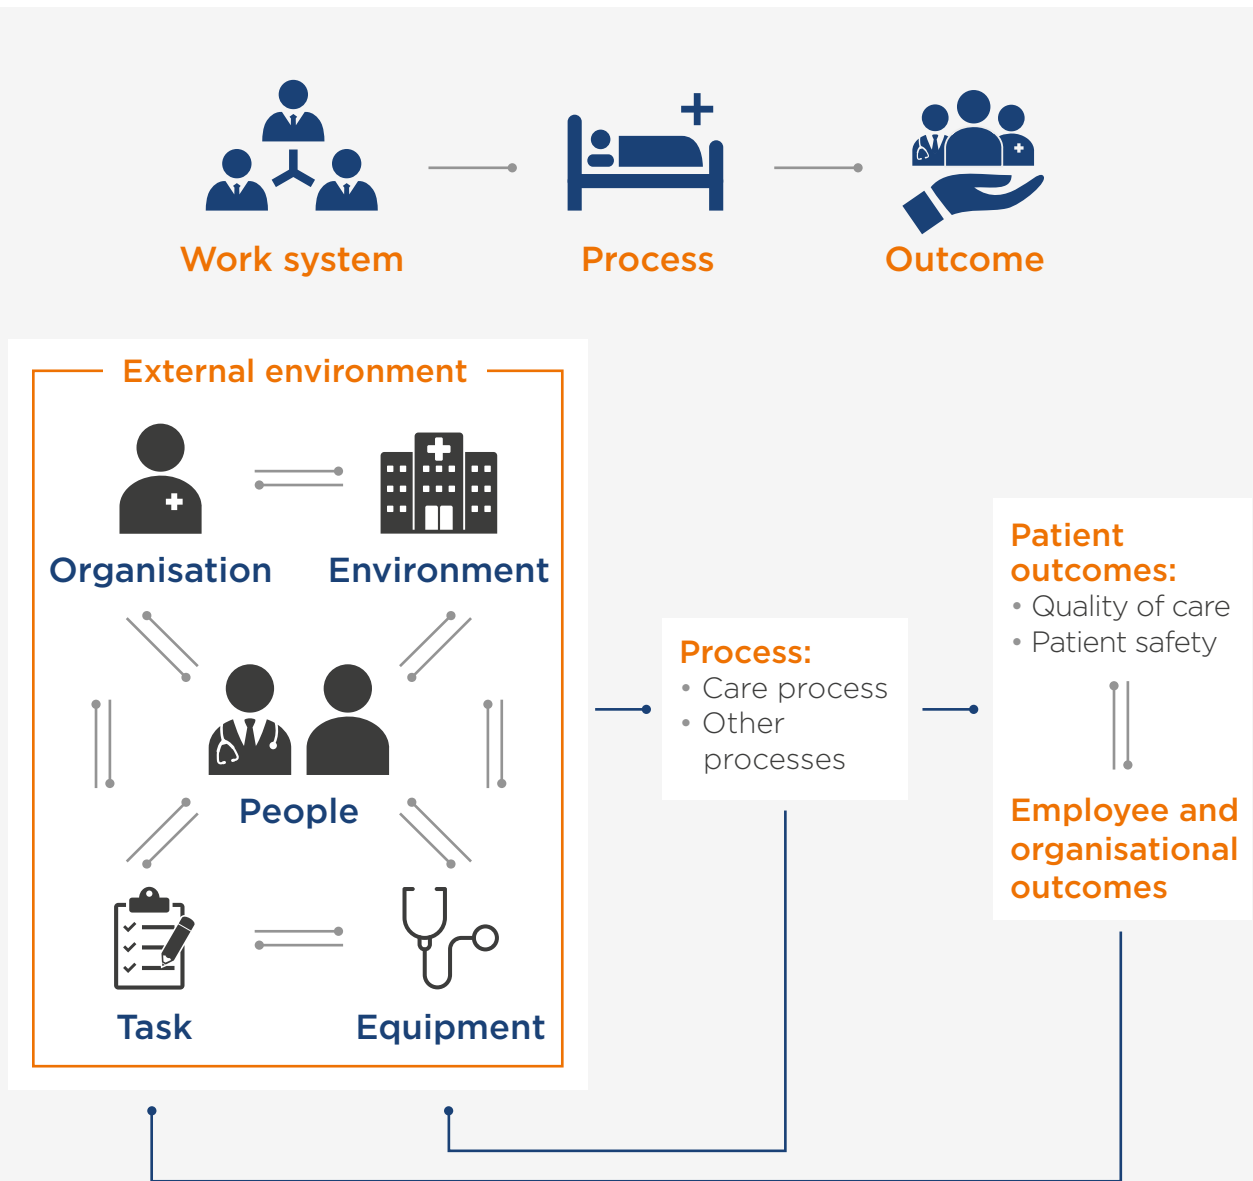 Work system
Process
Outcome
External environment
Organisation
Environment
People
Task
Equipment
Process:
• Care process
• Other
processes
Patient
outcomes:
• Quality of care
• Patient safety
Employee and
organisational
outcomes